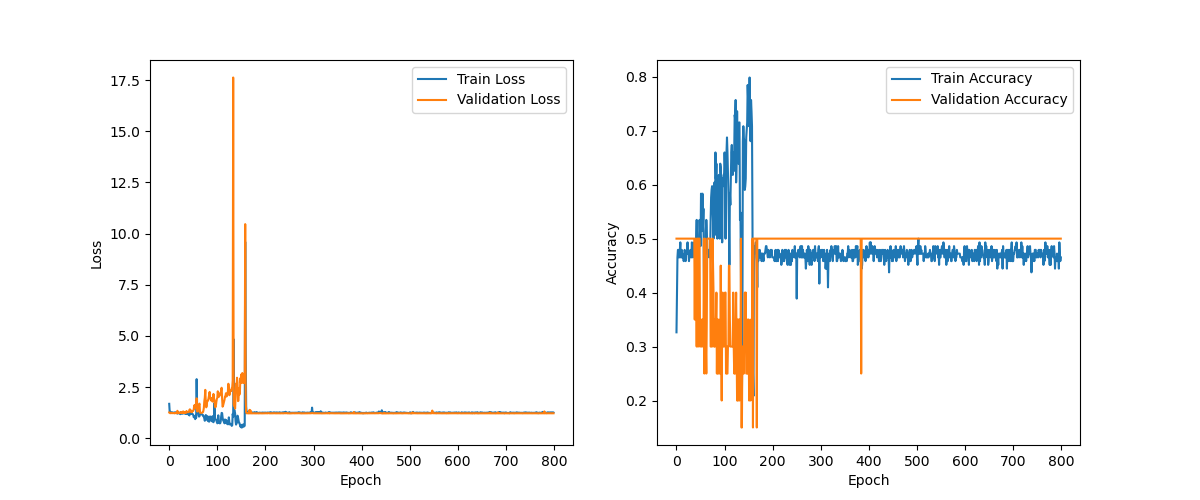 Train Loss
Validation Loss
17.5
15.0
12.5
10.0
7.5
5.0
2.5
0.0
Loss
0 100 200 300 400 500 600 700 800
Epoch
Train Accuracy
Validation Accuracy
0.8
0.7
0.6
0.5
0.4
0.3
0.2
Accuracy
0 100 200 300 400 500 600 700 800
Epoch